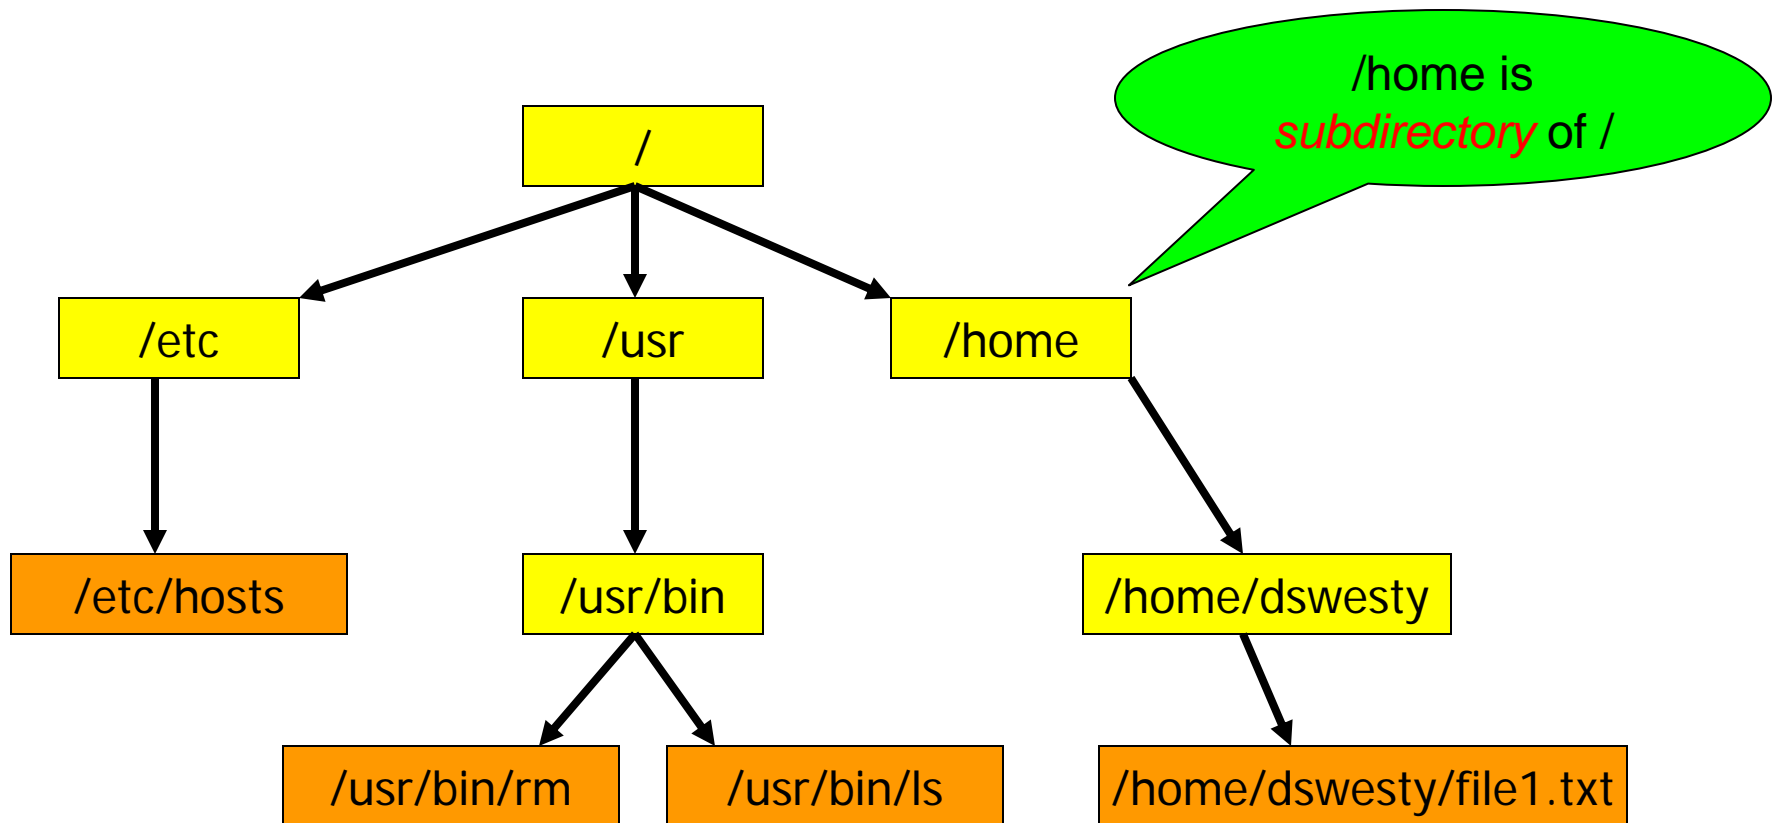 /home is
subdirectory of /
/
/etc
/usr
/home
/etc/hosts
/usr/bin
/home/dswesty
/usr/bin/rm
/usr/bin/ls
/home/dswesty/file1.txt